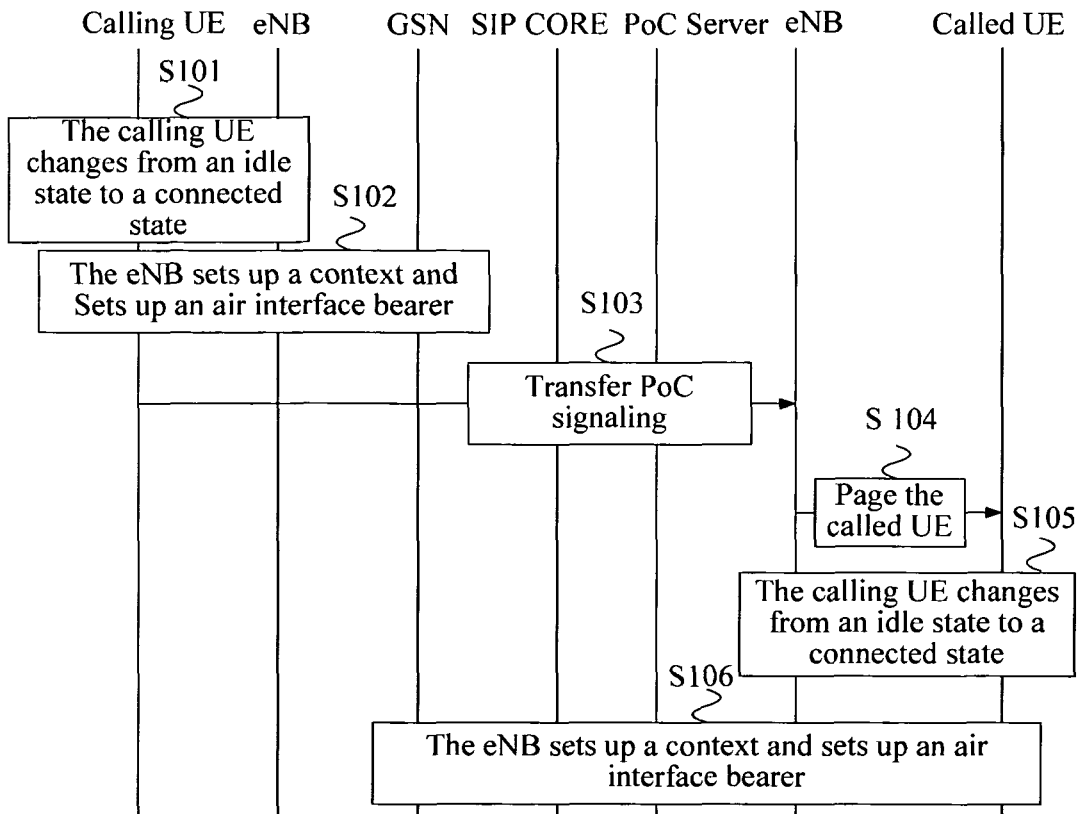 Calling UE eNB GSN SIP CORE PoC Server eNB Called UE
S101
The calling UE
changes from an idle
state to a connected
state
S102
The eNB sets up a context and
Sets up an air interface bearer
S103
Transfer PoC
signaling
S 104
Page the
called UE
S105
The calling UE changes
from an idle state to a
connected state
S106
The eNB sets up a context and sets up an air
interface bearer